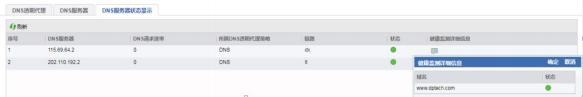 DNS透明代理 DNS服务器 DNS服务器状态显示
刷新
序号 DNS服务器 DNS请求速率 所属DNS透明代理策略 链路 状态 健康监测详细信息
1 115.69.64.2 0 DNS dx
2 202.110.192.2 0 DNS lt
健康监测详细信息 确定 取消
域名 状态
www.dptech.com